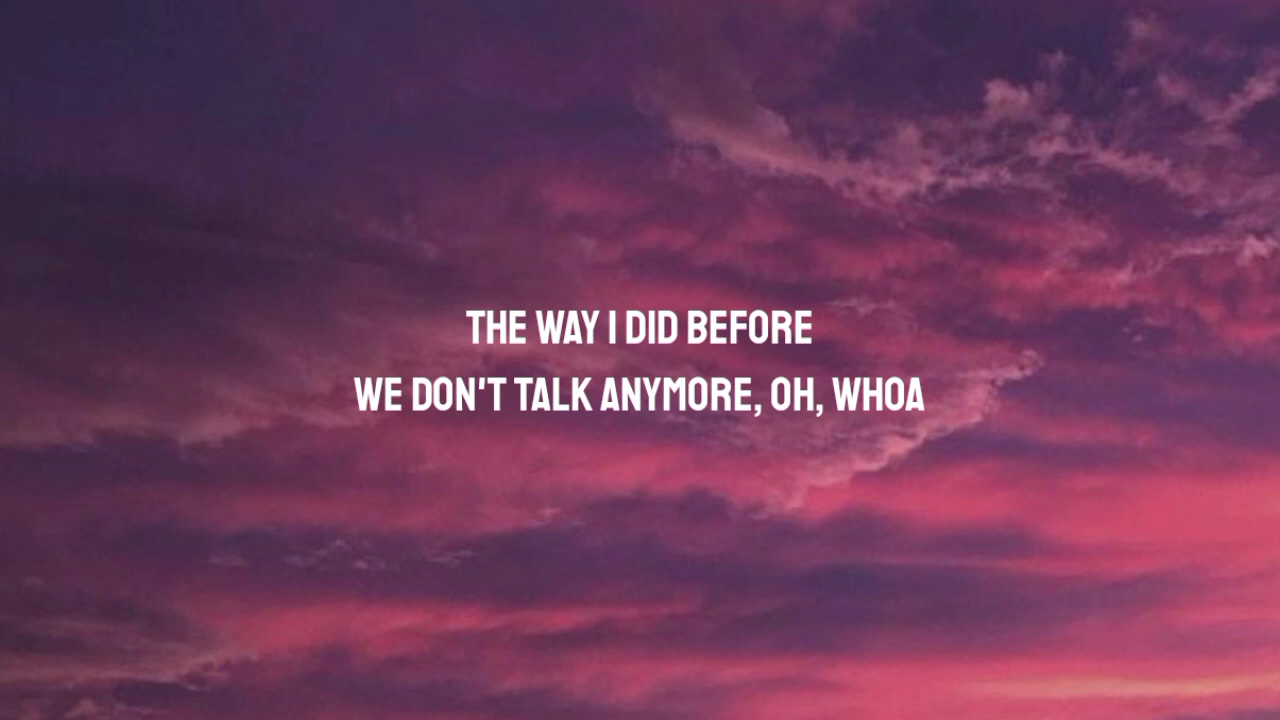 THE WAY I DID BEFORE
WE DON'T TALK ANYMORE, OH, WHOA